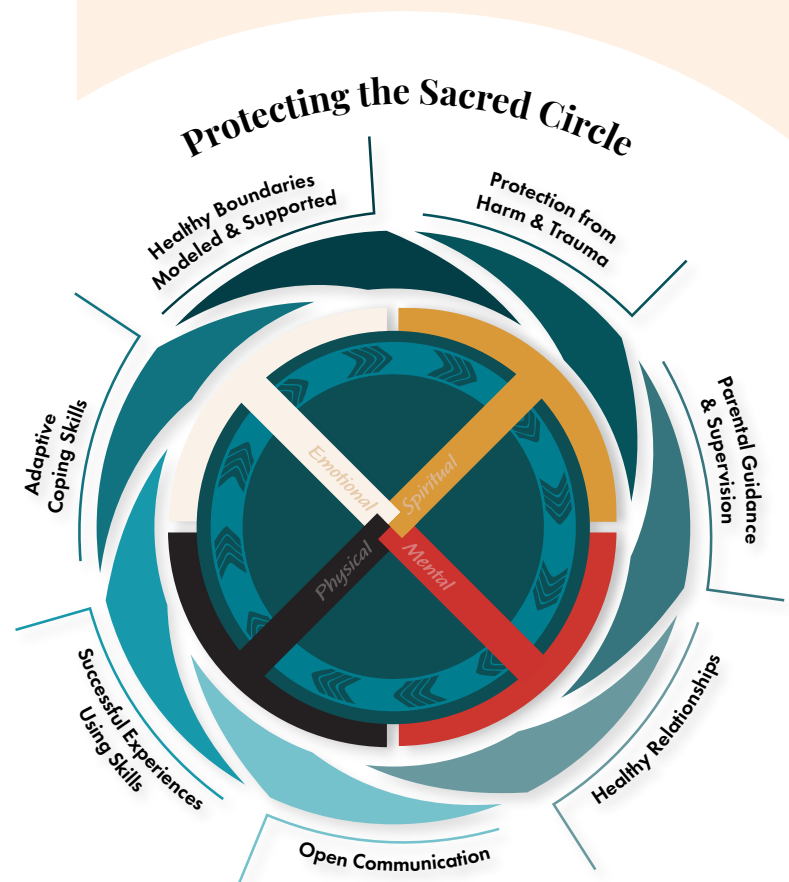 Protecting the Sacred Circle
Healthy Boundaries
Modeled & Supported
Protection from
Harm & Trauma
Parental Guidance
& Supervision
Healthy Relationships
Open Communication
Successful Experiences
Using Skills
Adaptive
Coping Skills
Emotional
Spiritual
Physical
Mental